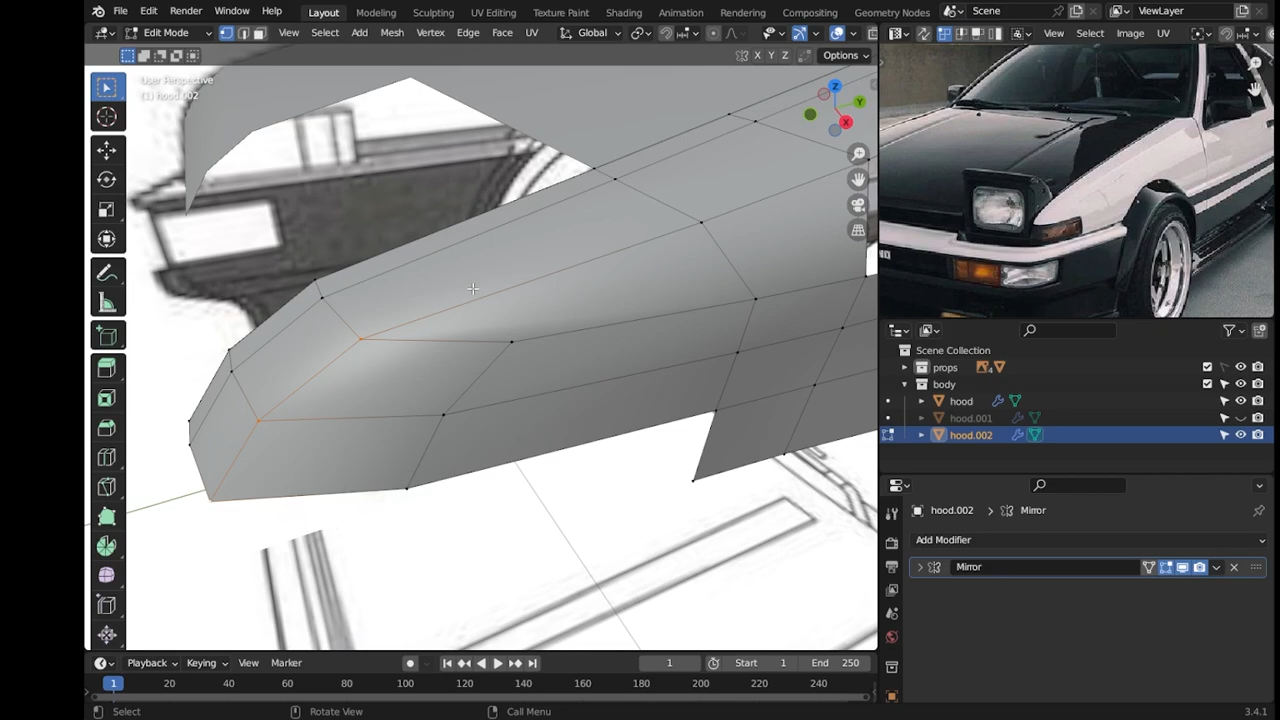 File Edit Render Window Help Layout Modeling Sculpting UV Editing Texture Paint Shading Animation Rendering Compositing Geometry Nodes Scene ViewLayer
Edit Mode View Select Add Mesh Vertex Edge Face UV Global View Select Image UV
X Y Z Options
User Perspective
(1) hood.002
Z
Y
X
Scene Collection
props 4
body
hood
hood.001
hood.002
hood.002 Mirror
Add Modifier
Mirror
Playback Keying View Marker 1 Start 1 End 250
1 20 40 60 80 100 120 140 160 180 200 220 240
Select Rotate View Call Menu 3.4.1